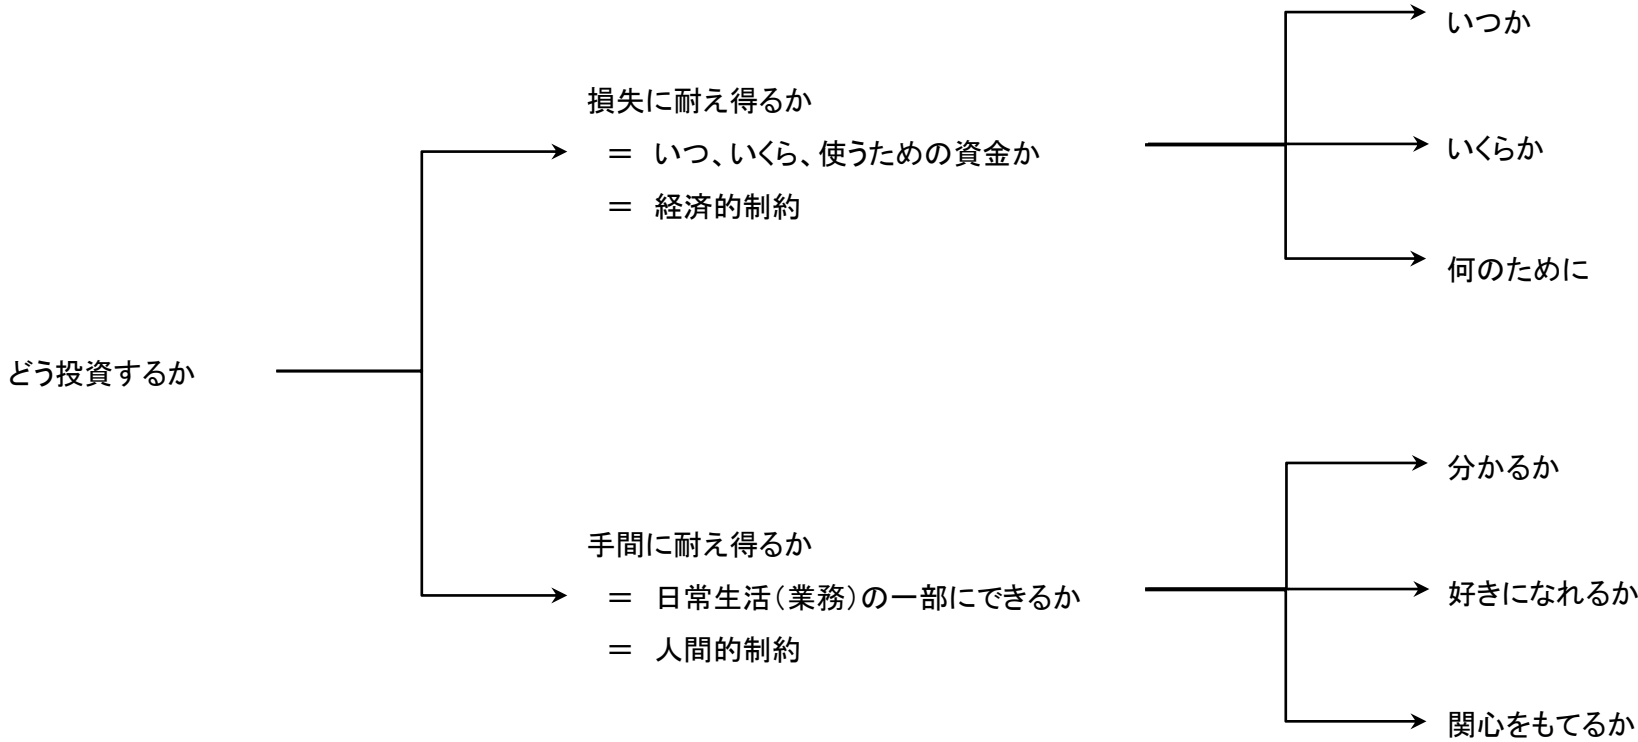 いつか
損失に耐え得るか
＝ いつ、いくら、使うための資金か
いくらか
＝ 経済的制約
何のために
どう投資するか
分かるか
手間に耐え得るか
＝ 日常生活（業務）の一部にできるか
好きになれるか
＝ 人間的制約
関心をもてるか